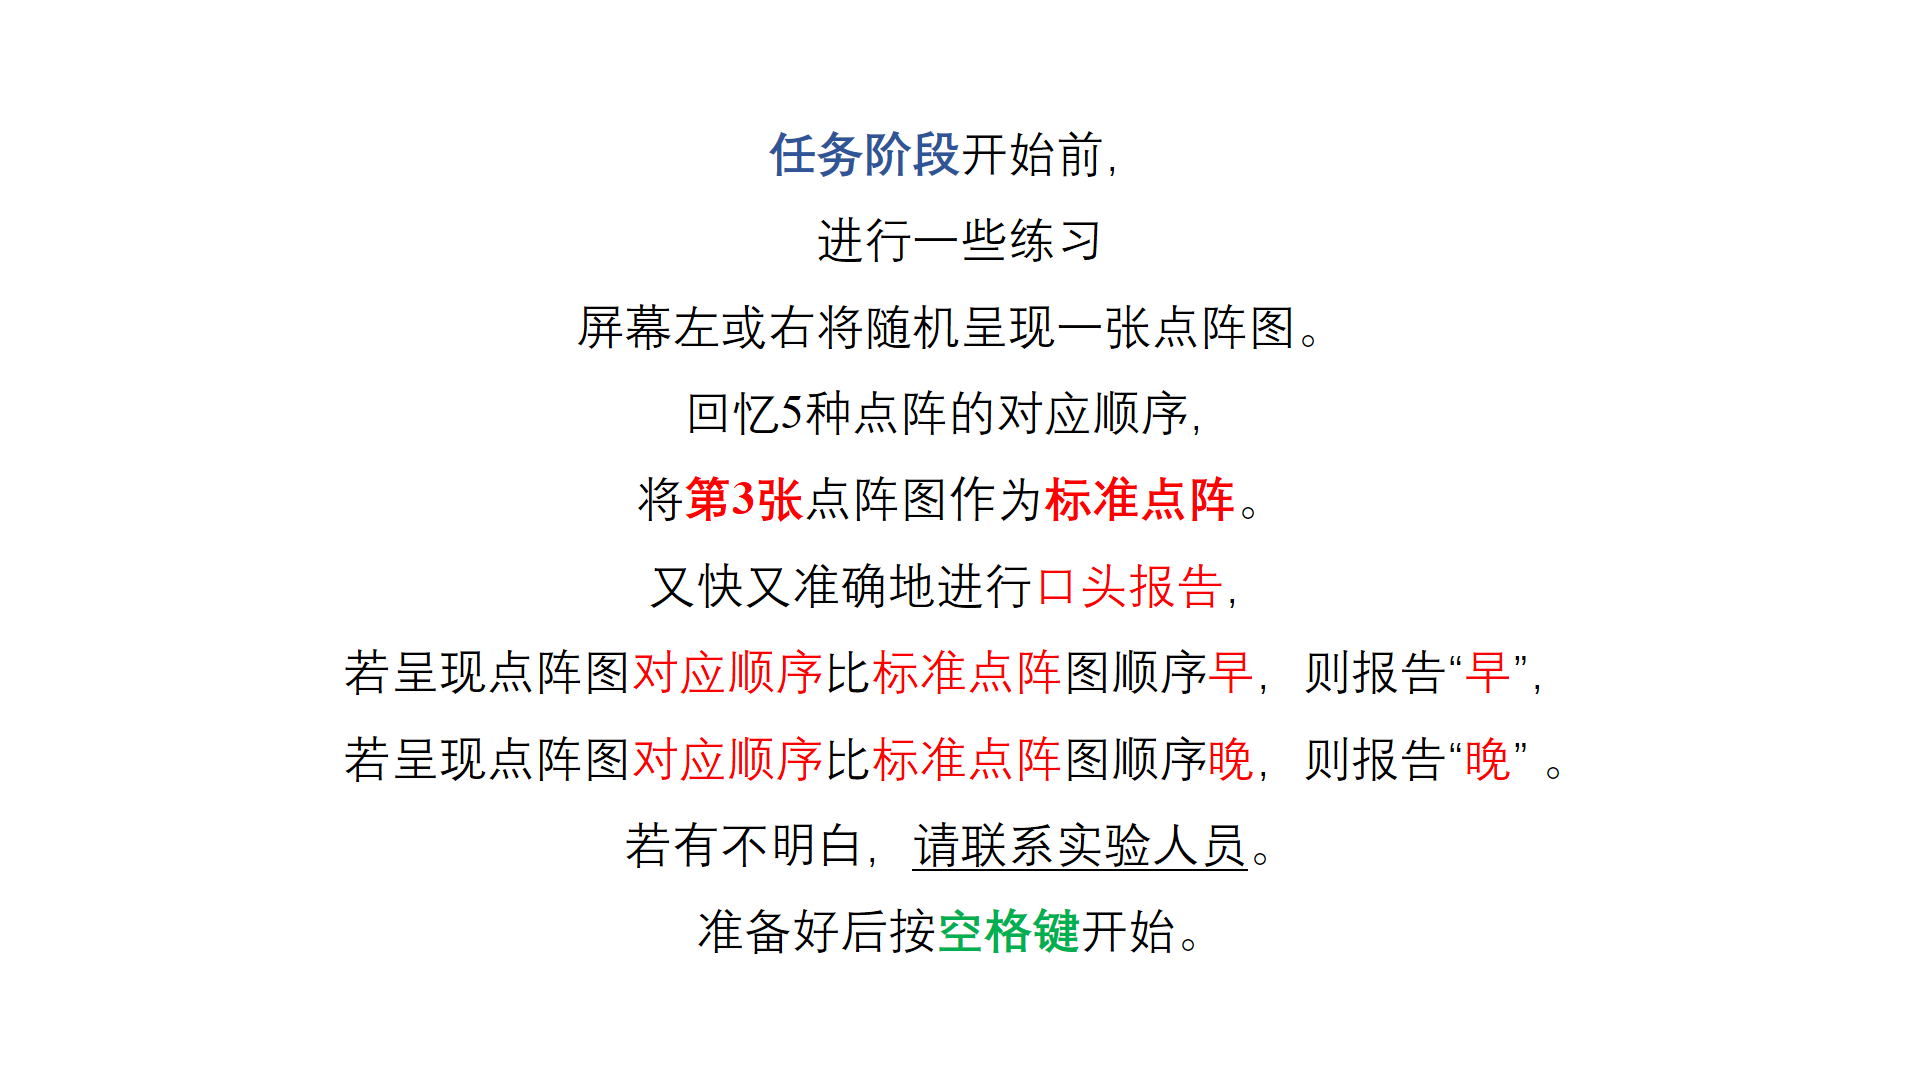 任务阶段开始前,
进行一些练习
屏幕左或右将随机呈现一张点阵图。
回忆5种点阵的对应顺序,
将第3张点阵图作为标准点阵。
又快又准确地进行口头报告,
若呈现点阵图对应顺序比标准点阵图顺序早, 则报告“早”,
若呈现点阵图对应顺序比标准点阵图顺序晚, 则报告“晚” 。
若有不明白, 请联系实验人员。
准备好后按空格键开始。